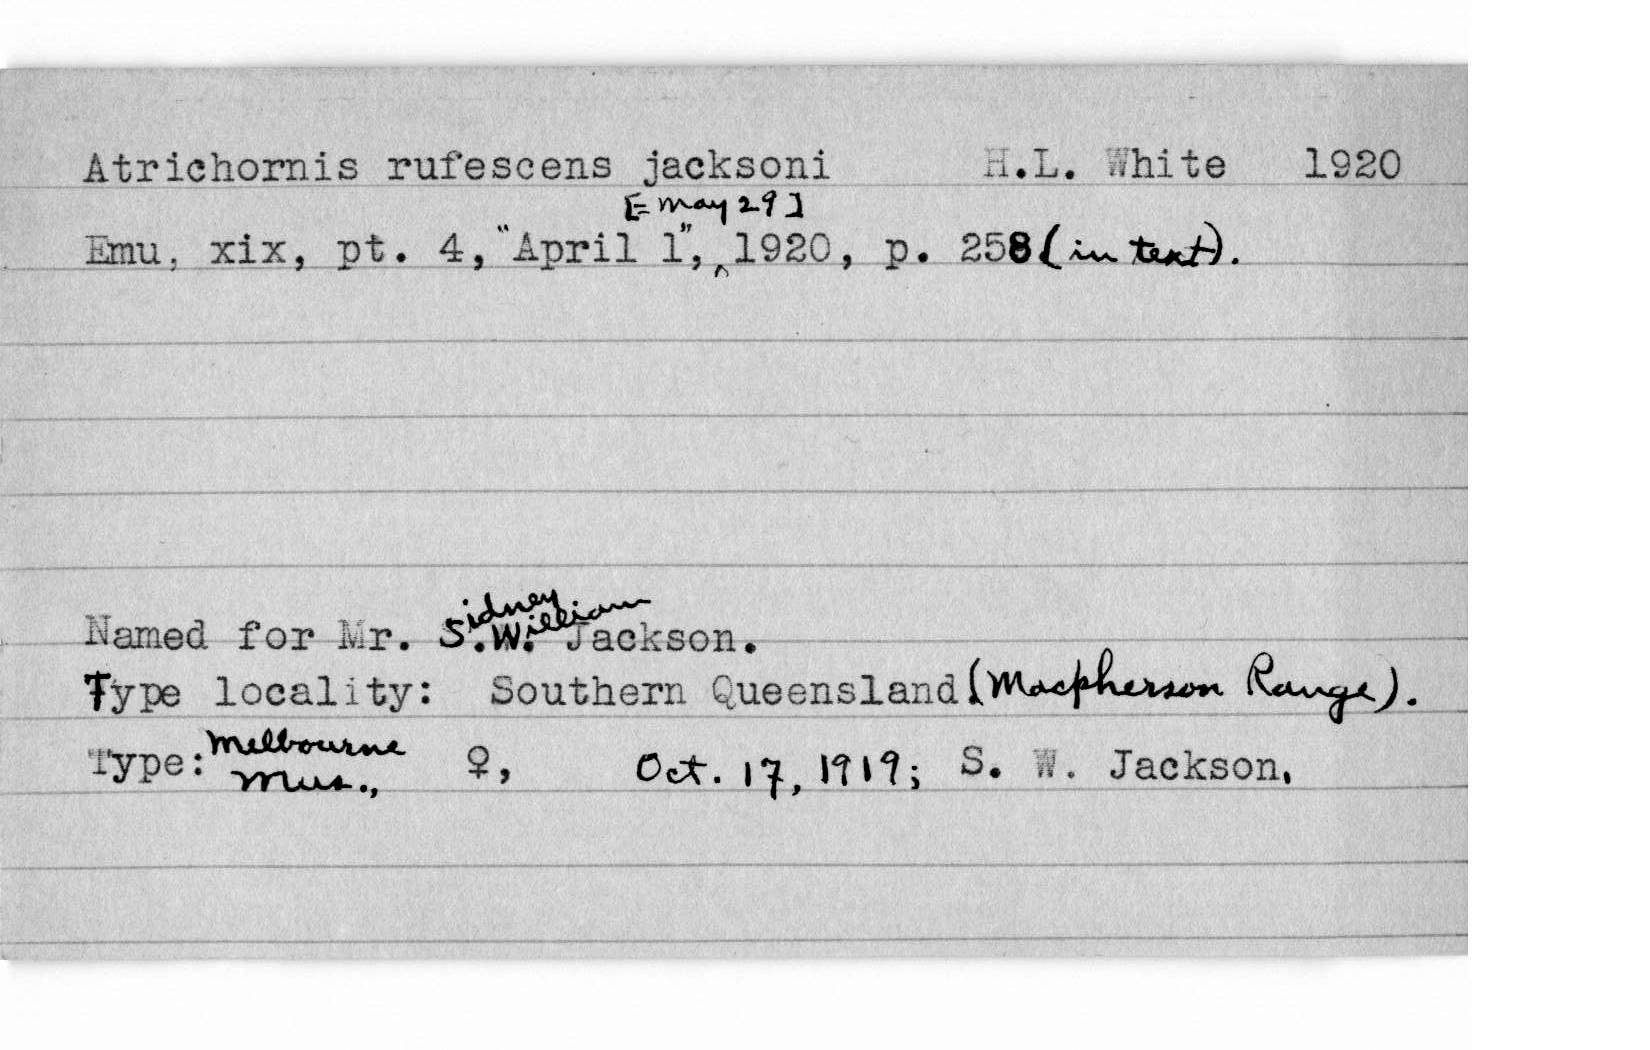 Atrichornis rufescens jacksoni H.L. White 1920
[= May 29]
Emu, xix, pt. 4, "April 1", ^ 1920, p. 258 (in text).
Named for Mr. Sidney William Jackson.
Type locality: Southern Queensland (Macpherson Range).
Type: Melbourne Mus., ♀, Oct. 17, 1919; S. W. Jackson.